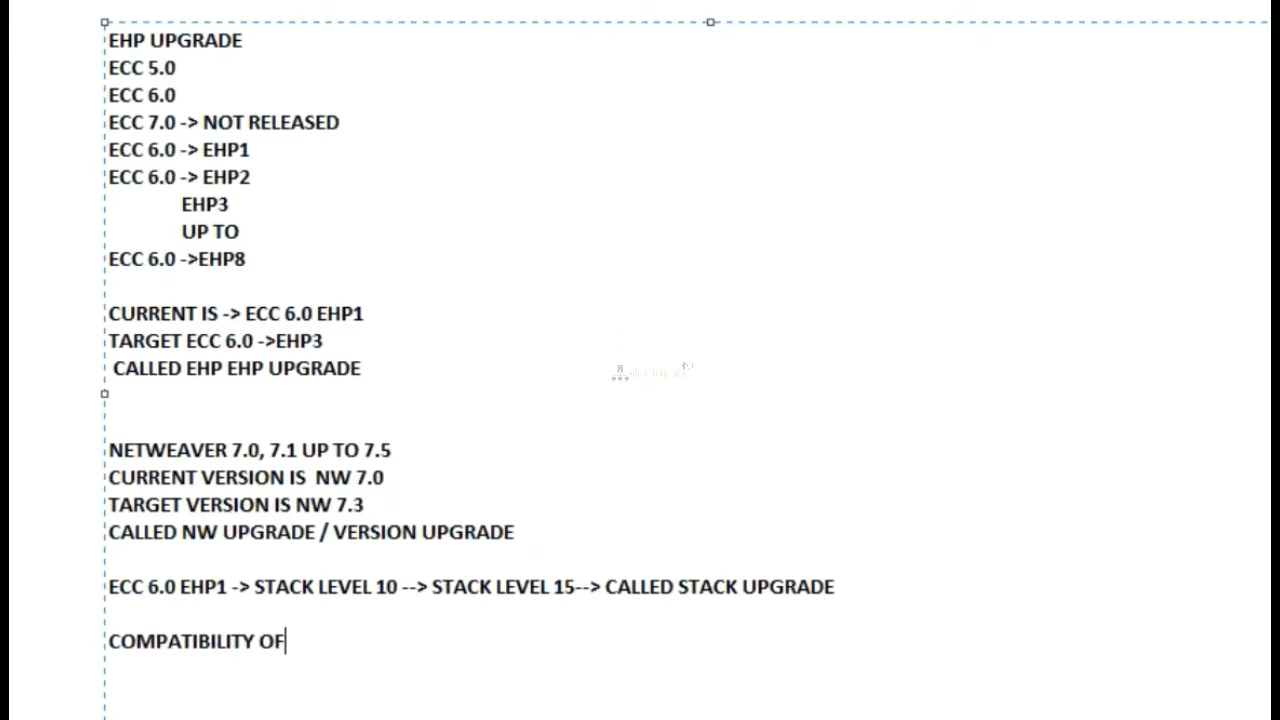 EHP UPGRADE
ECC 5.0
ECC 6.0
ECC 7.0 -> NOT RELEASED
ECC 6.0 -> EHP1
ECC 6.0 -> EHP2
EHP3
UP TO
ECC 6.0 ->EHP8
CURRENT IS -> ECC 6.0 EHP1
TARGET ECC 6.0 ->EHP3
CALLED EHP EHP UPGRADE
NETWEAVER 7.0, 7.1 UP TO 7.5
CURRENT VERSION IS  NW 7.0
TARGET VERSION IS NW 7.3
CALLED NW UPGRADE / VERSION UPGRADE
ECC 6.0 EHP1 -> STACK LEVEL 10 --> STACK LEVEL 15--> CALLED STACK UPGRADE
COMPATIBILITY OF